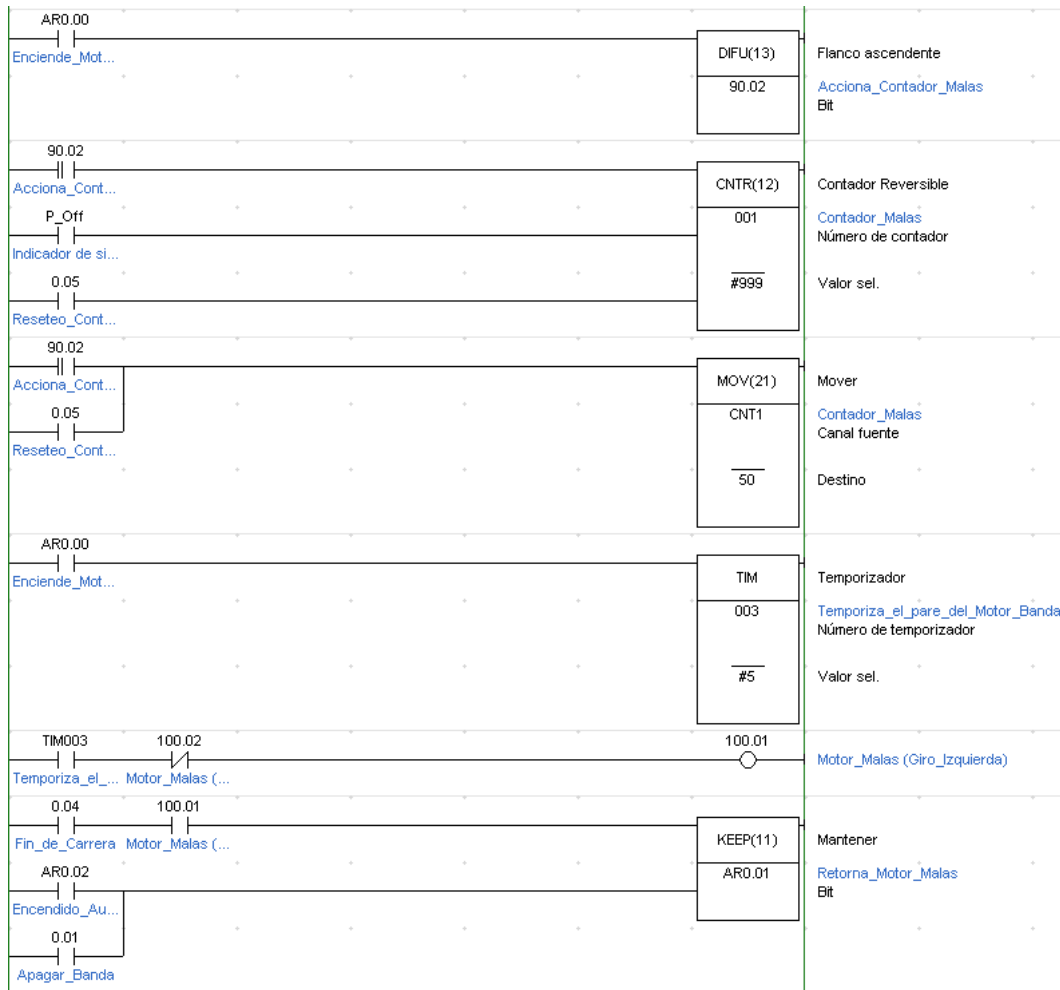 AR0.00
Enciende_Mot...
DIFU(13)
Flanco ascendente
90.02
Acciona_Contador_Malas
Bit
90.02
Acciona_Cont...
CNTR(12)
Contador Reversible
P_Off
Indicador de si...
001
Contador_Malas
Número de contador
0.05
Reseteo_Cont...
#999
Valor sel.
90.02
Acciona_Cont...
MOV(21)
Mover
0.05
Reseteo_Cont...
CNT1
Contador_Malas
Canal fuente
50
Destino
AR0.00
Enciende_Mot...
TIM
Temporizador
003
Temporiza_el_pare_del_Motor_Banda
Número de temporizador
#5
Valor sel.
TIM003 100.02 100.01
Temporiza_el_... Motor_Malas (...
Motor_Malas (Giro_Izquierda)
0.04 100.01
Fin_de_Carrera Motor_Malas (...
KEEP(11)
Mantener
AR0.02
Encendido_Au...
AR0.01
Retorna_Motor_Malas
Bit
0.01
Apagar_Banda